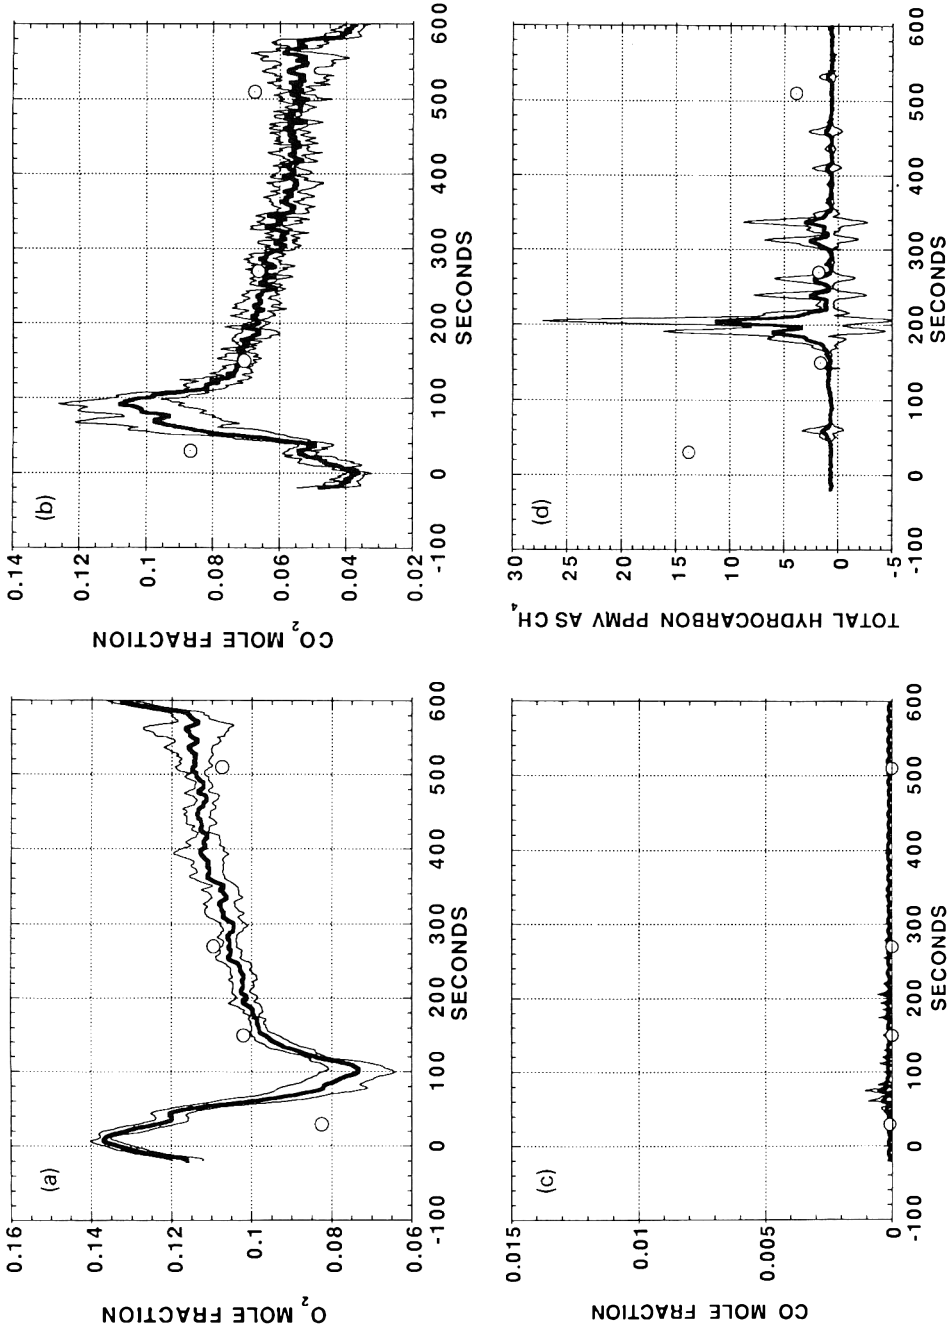 (a)
O2 MOLE FRACTION
0.16
0.14
0.12
0.1
0.08
0.06
-100 0 100 200 300 400 500 600
SECONDS
(b)
CO2 MOLE FRACTION
0.14
0.12
0.1
0.08
0.06
0.04
0.02
-100 0 100 200 300 400 500 600
SECONDS
(c)
CO MOLE FRACTION
0.015
0.01
0.005
0
-100 0 100 200 300 400 500 600
SECONDS
(d)
TOTAL HYDROCARBON PPMV AS CH4
30
25
20
15
10
5
0
-5
-100 0 100 200 300 400 500 600
SECONDS